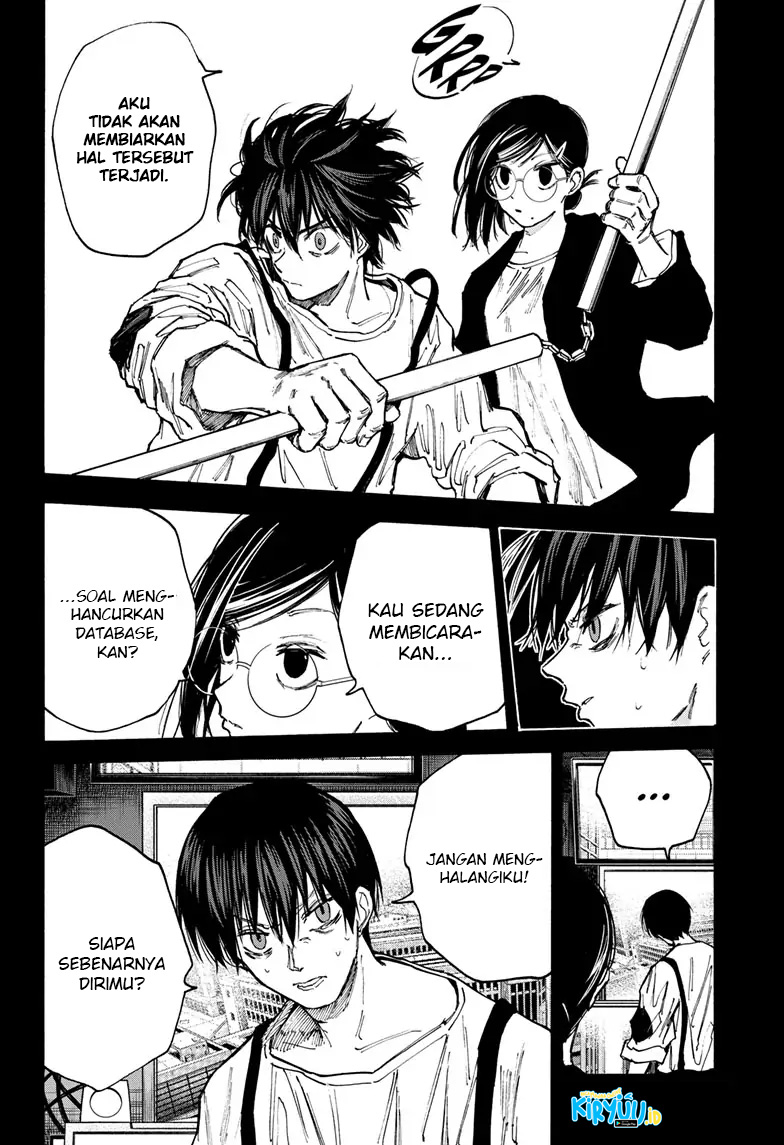 GRRR
AKU
TIDAK AKAN
MEMBIARKAN
HAL TERSEBUT
TERJADI.
KAU SEDANG
MEMBICARA-
KAN...
...SOAL MENG-
HANCURKAN
DATABASE,
KAN?
...
JANGAN MENG-
HALANGIKU!
SIAPA
SEBENARNYA
DIRIMU?
KIRYUU.ID